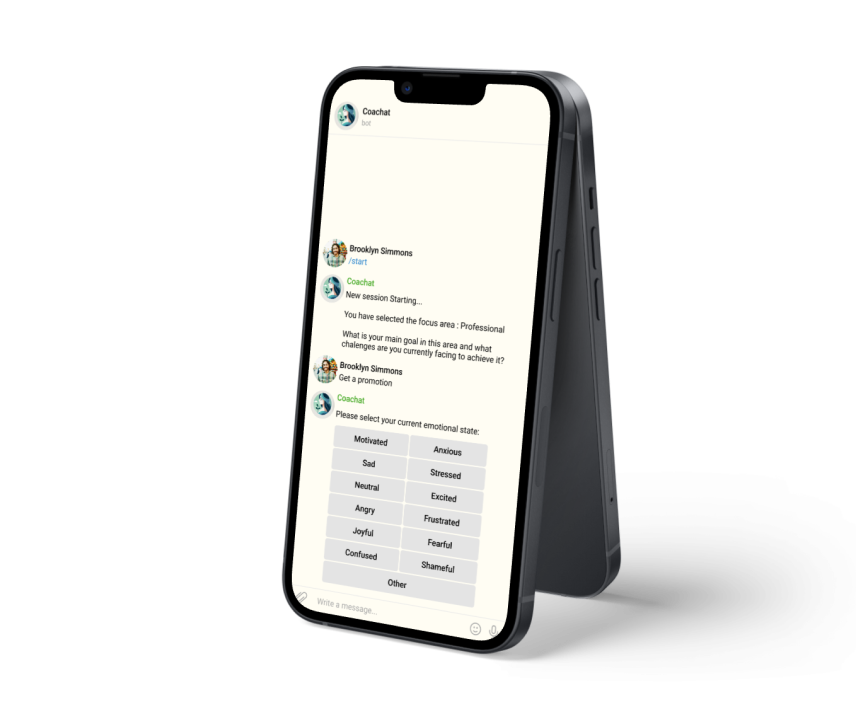 Coachat
bot
Brooklyn Simmons
/start
Coachat
New session Starting...
You have selected the focus area : Professional
What is your main goal in this area and what
chalenges are you currently facing to achieve it?
Brooklyn Simmons
Get a promotion
Coachat
Please select your current emotional state:
Motivated
Anxious
Sad
Stressed
Neutral
Excited
Angry
Frustrated
Joyful
Fearful
Confused
Shameful
Other
Write a message...